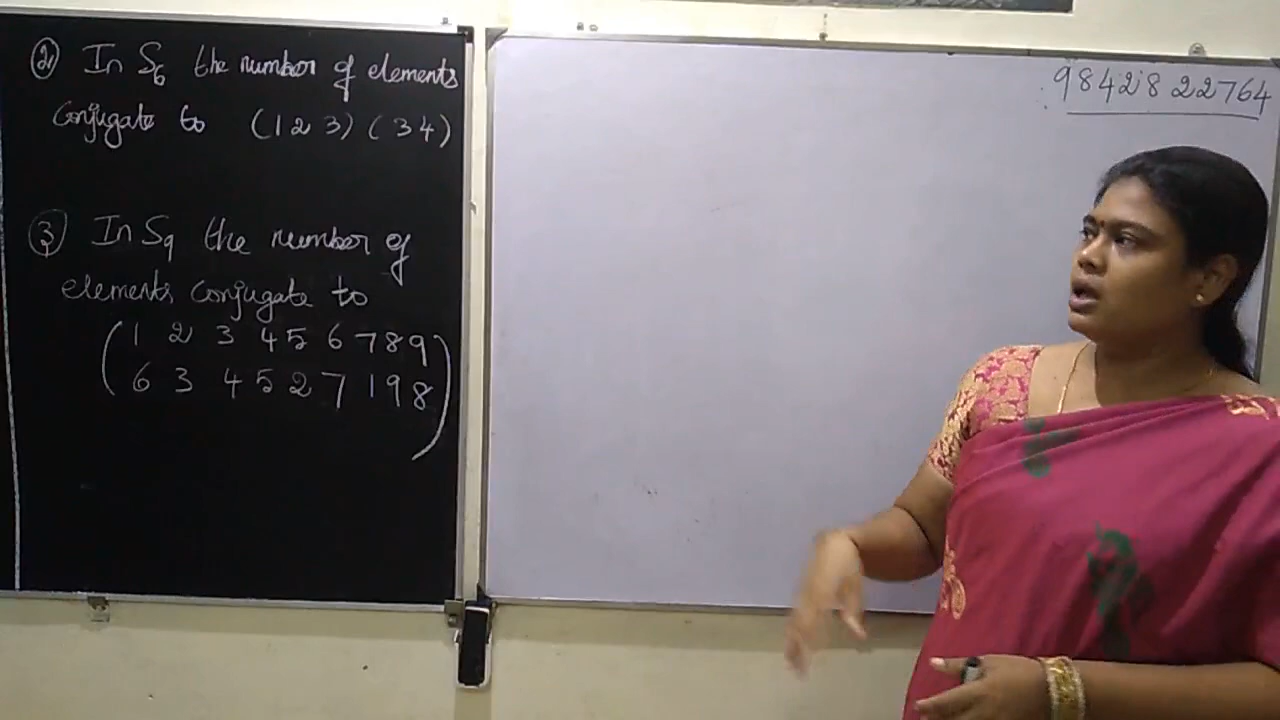 2, In S6 the number of elements
Conjugate to (1 2 3) (3 4)
3 In S9 the number of
elements conjugate to
(1 2 3 4 5 6 7 8 9
6 3 4 5 2 7 1 9 8)
98428 22764